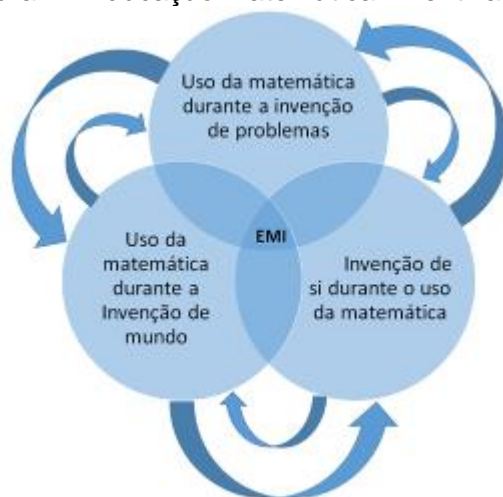 Uso da matemática
durante a invenção
de problemas
EMI
Uso da
matemática
durante a
Invenção de
mundo
Invenção de
si durante o uso
da matemática